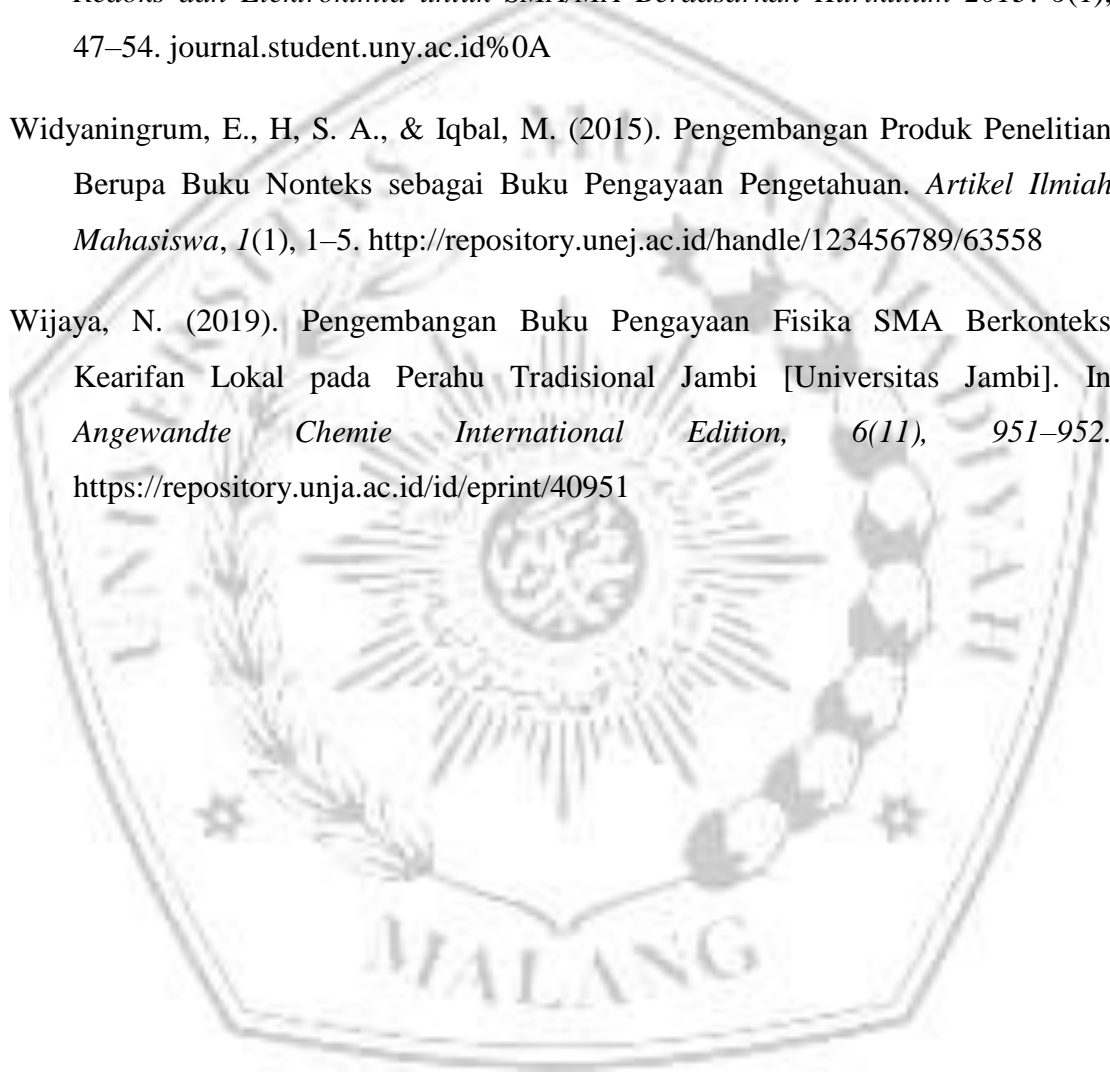 Redoks dan Elektrokimia untuk SMA/MA Berdasarkan Kurikulum 2013. 6(1),
47–54. journal.student.uny.ac.id%0A
Widyaningrum, E., H, S. A., & Iqbal, M. (2015). Pengembangan Produk Penelitian
Berupa Buku Nonteks sebagai Buku Pengayaan Pengetahuan. Artikel Ilmiah
Mahasiswa, 1(1), 1–5. http://repository.unej.ac.id/handle/123456789/63558
Wijaya, N. (2019). Pengembangan Buku Pengayaan Fisika SMA Berkonteks
Kearifan Lokal pada Perahu Tradisional Jambi [Universitas Jambi]. In
Angewandte Chemie International Edition, 6(11), 951–952.
https://repository.unja.ac.id/id/eprint/40951
UNIVERSITAS MUHAMMADIYAH
MALANG